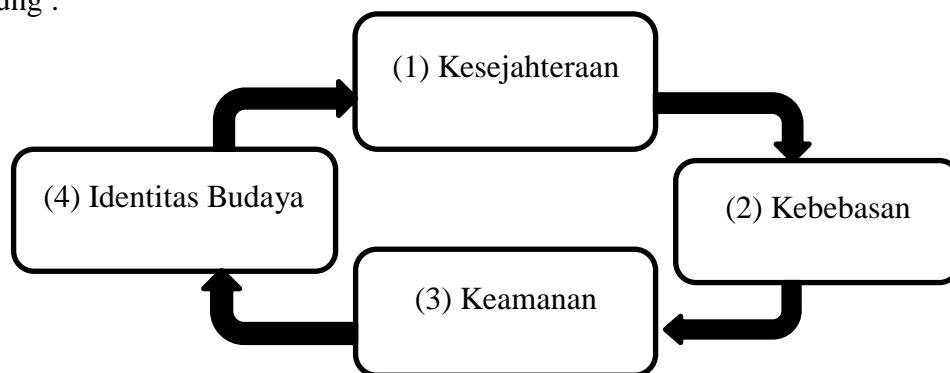 (1) Kesejahteraan
(4) Identitas Budaya
(2) Kebebasan
(3) Keamanan